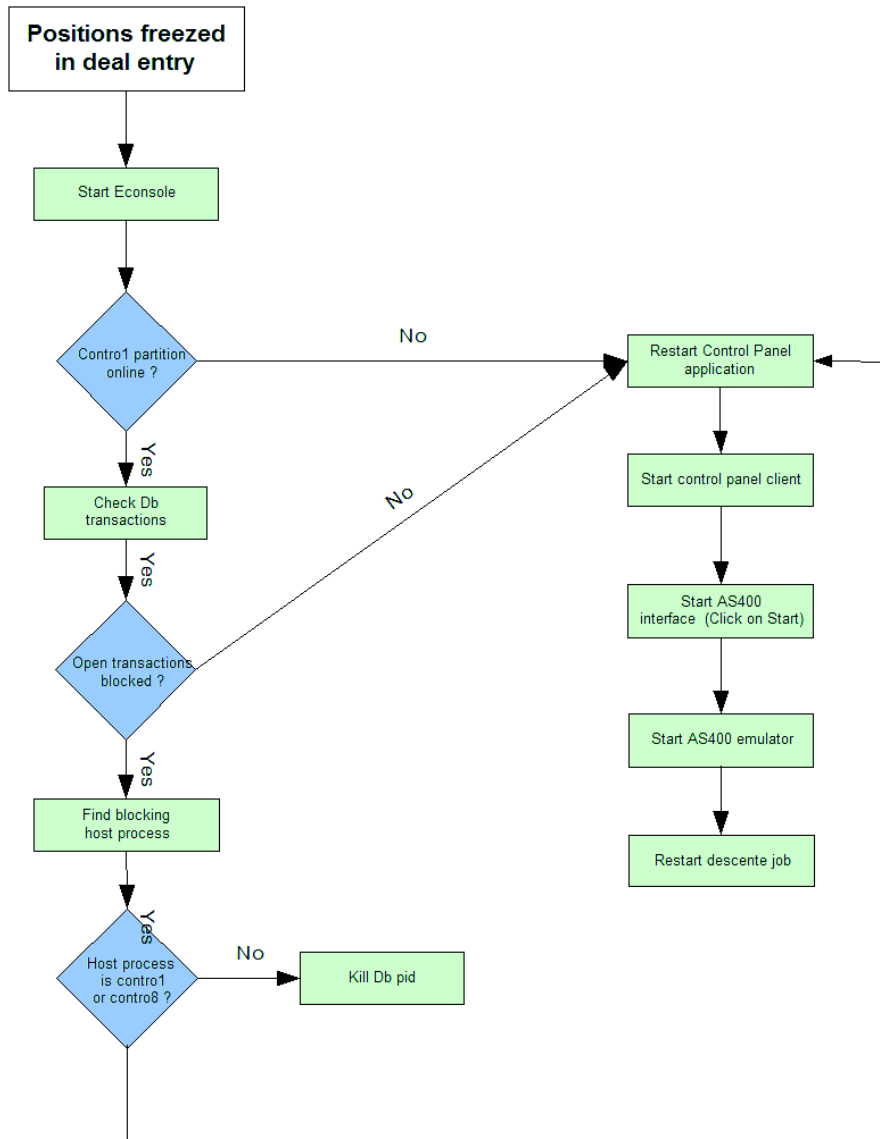 Positions freezed
in deal entry
Start Econsole
Contro1 partition
online ?
No
Restart Control Panel
application
Yes
Start control panel client
Check Db
transactions
No
Yes
Start AS400
interface (Click on Start)
Open transactions
blocked ?
Start AS400 emulator
Yes
Find blocking
host process
Restart descente job
Yes
Host process
is contro1
or contro8 ?
No
Kill Db pid